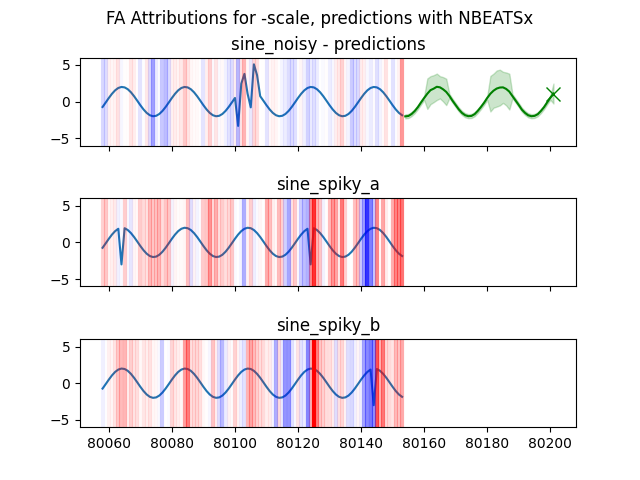 FA Attributions for -scale, predictions with NBEATSx
sine_noisy - predictions
5
0
−5
sine_spiky_a
5
0
−5
sine_spiky_b
5
0
−5
80060 80080 80100 80120 80140 80160 80180 80200